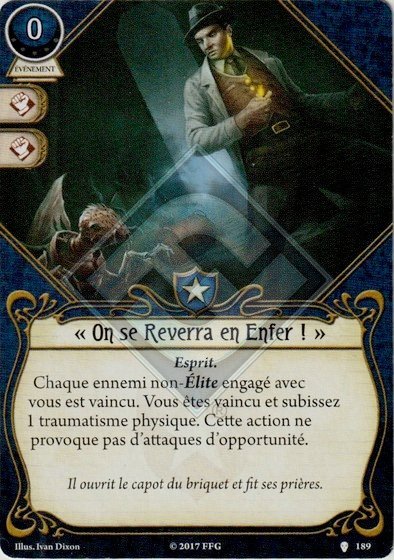 0
ÉVÉNEMENT
« On se Reverra en Enfer ! »
Esprit.
Chaque ennemi non-Élite engagé avec
vous est vaincu. Vous êtes vaincu et subissez
1 traumatisme physique. Cette action ne
provoque pas d'attaques d'opportunité.
Il ouvrit le capot du briquet et fit ses prières.
Illus. Ivan Dixon
© 2017 FFG
189